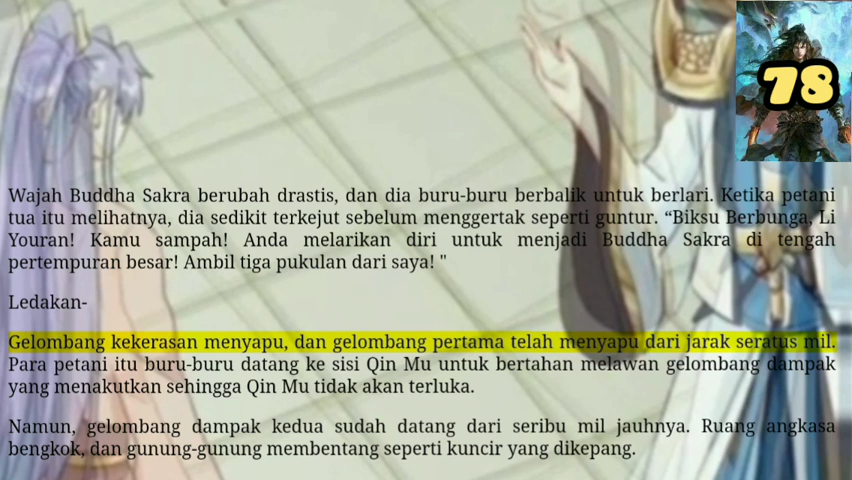 78
Wajah Buddha Sakra berubah drastis, dan dia buru-buru berbalik untuk berlari. Ketika petani
tua itu melihatnya, dia sedikit terkejut sebelum menggertak seperti guntur. “Biksu Berbunga, Li
Youran! Kamu sampah! Anda melarikan diri untuk menjadi Buddha Sakra di tengah
pertempuran besar! Ambil tiga pukulan dari saya! "
Ledakan-
Gelombang kekerasan menyapu, dan gelombang pertama telah menyapu dari jarak seratus mil.
Para petani itu buru-buru datang ke sisi Qin Mu untuk bertahan melawan gelombang dampak
yang menakutkan sehingga Qin Mu tidak akan terluka.
Namun, gelombang dampak kedua sudah datang dari seribu mil jauhnya. Ruang angkasa
bengkok, dan gunung-gunung membentang seperti kuncir yang dikepang.